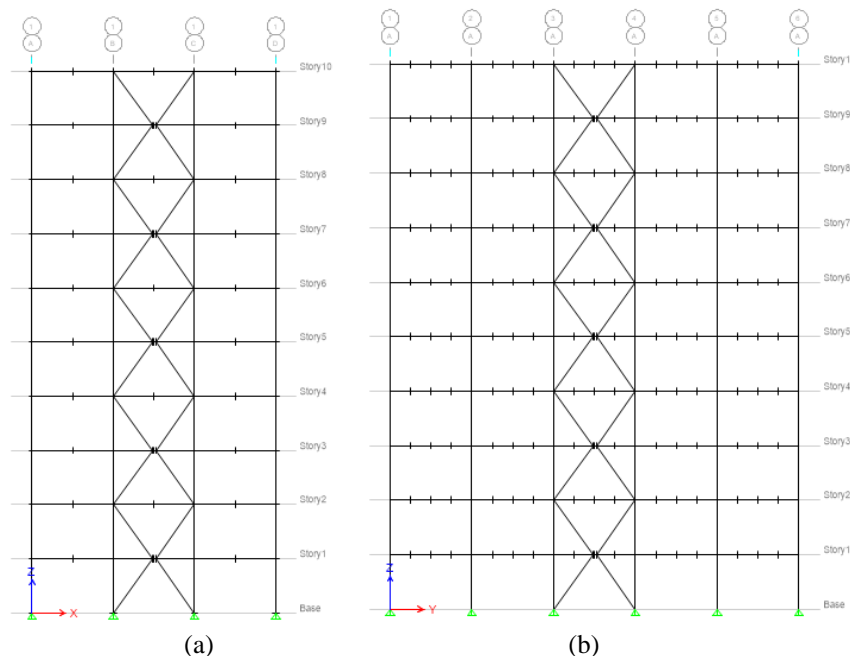 1 1 1 1
A B C D
Story10
Story9
Story8
Story7
Story6
Story5
Story4
Story3
Story2
Story1
Base
Z
X
(a)
1 2 3 4 5 6
A A A A A A
Story1
Story9
Story8
Story7
Story6
Story5
Story4
Story3
Story2
Story1
Base
Z
Y
(b)